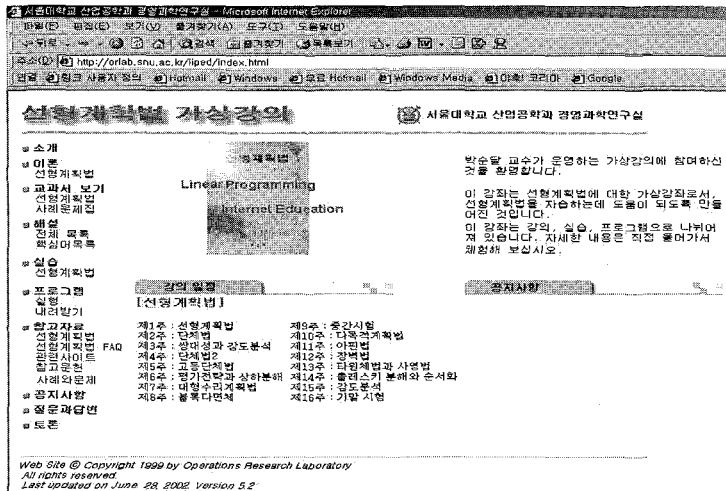 서울대학교 산업공학과 경영과학연구실 - Microsoft Internet Explorer
파일(F) 편집(E) 보기(V) 즐겨찾기(A) 도구(T) 도움말(H)
뒤로 검색 즐겨찾기 목록보기
주소(D) http://orlab.snu.ac.kr/liped/index.html
연결 링크 사용자 정의 Hotmail Windows 무료 Hotmail Windows Media 야후! 코리아 Google
선형계획법 가상강의
서울대학교 산업공학과 경영과학연구실
소개
이론
선형계획법
교과서 보기
선형계획법
사례문제집
해설
전체 목록
핵심어목록
실습
선형계획법
프로그램
실행
내려받기
참고자료
선형계획법
선형계획법 FAQ
관련사이트
참고문헌
사례와문제
공지사항
질문과답변
토론
Linear Programming
Internet Education
박순달 교수가 운영하는 가상강의에 참여하신
것을 환영합니다.
이 강좌는 선형계획법에 대한 가상강좌로서,
선형계획법을 자습하는데 도움이 되도록 만들
어진 것입니다.
이 강좌는 강의, 실습, 프로그램으로 나뉘어
져 있습니다. 자세한 내용은 직접 들어가서
체험해 보십시오.
강의 일정
공지사항
[선형계획법]
제1주 : 선형계획법
제2주 : 단체법
제3주 : 쌍대성과 감도분석
제4주 : 단체법2
제5주 : 고등단체법
제6주 : 평가전략과 상하분해
제7주 : 대형수리계획법
제8주 : 볼록다면체
제9주 : 중간시험
제10주 : 다목적계획법
제11주 : 아핀법
제12주 : 장벽법
제13주 : 타원체법과 사영법
제14주 : 촐레스키 분해와 순서화
제15주 : 감도분석
제16주 : 기말 시험
Web Site © Copyright 1999 by Operations Research Laboratory
All rights reserved.
Last updated on June, 28, 2002. Version 5.2